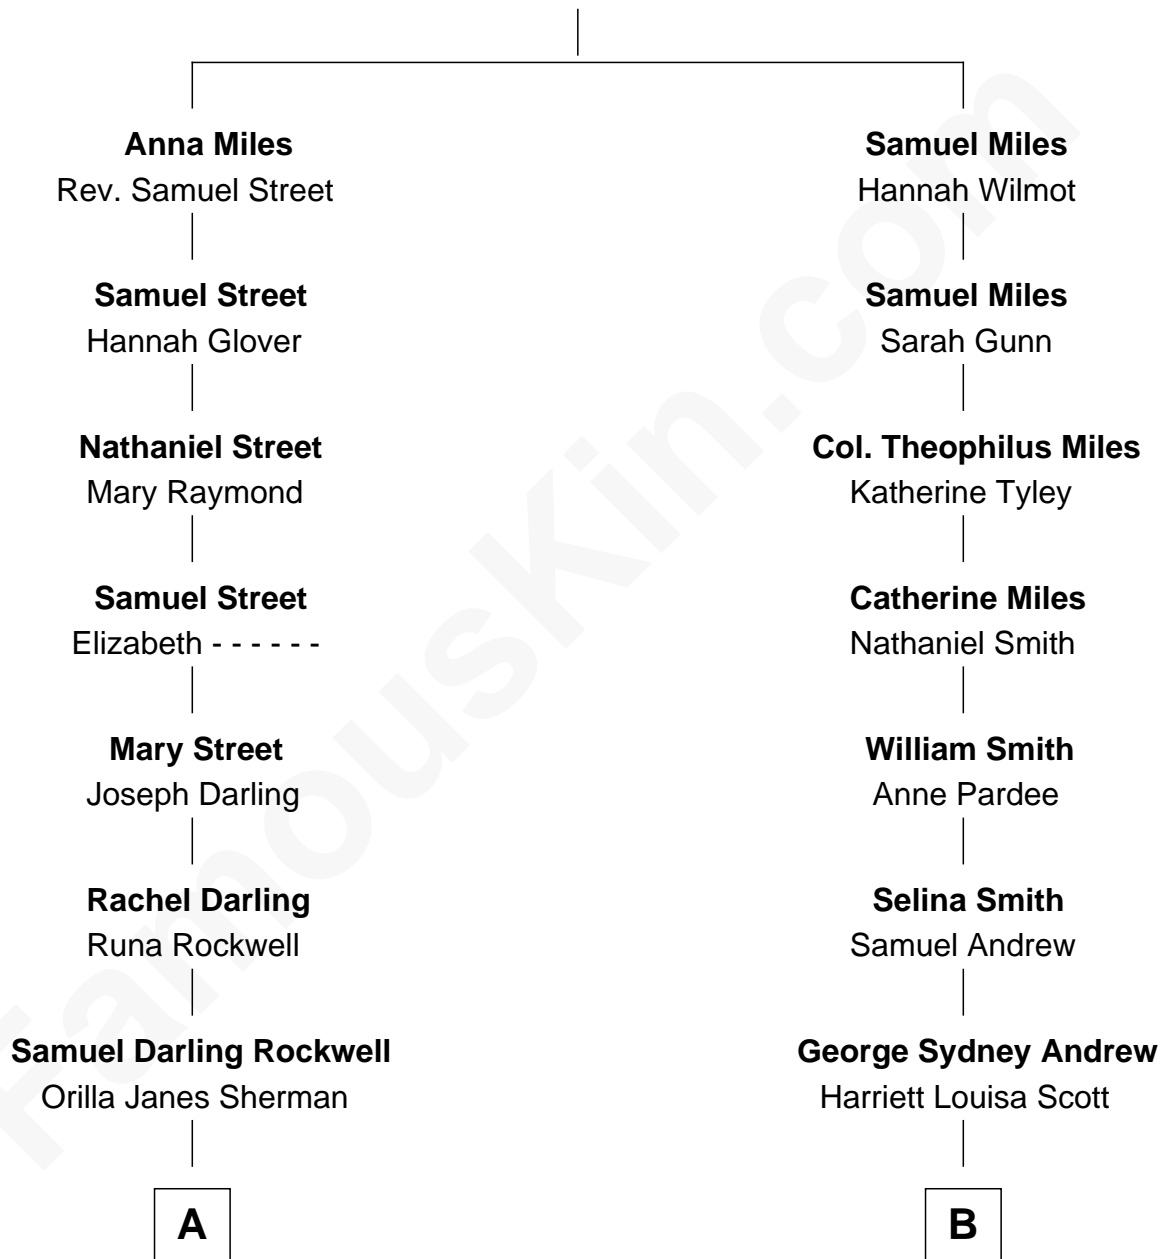 Anna Miles
Rev. Samuel Street
Samuel Street
Hannah Glover
Nathaniel Street
Mary Raymond
Samuel Street
Elizabeth - - - - - -
Mary Street
Joseph Darling
Rachel Darling
Runa Rockwell
Samuel Darling Rockwell
Orilla Janes Sherman
A
Samuel Miles
Hannah Wilmot
Samuel Miles
Sarah Gunn
Col. Theophilus Miles
Katherine Tyley
Catherine Miles
Nathaniel Smith
William Smith
Anne Pardee
Selina Smith
Samuel Andrew
George Sydney Andrew
Harriett Louisa Scott
B
FamousKin.com